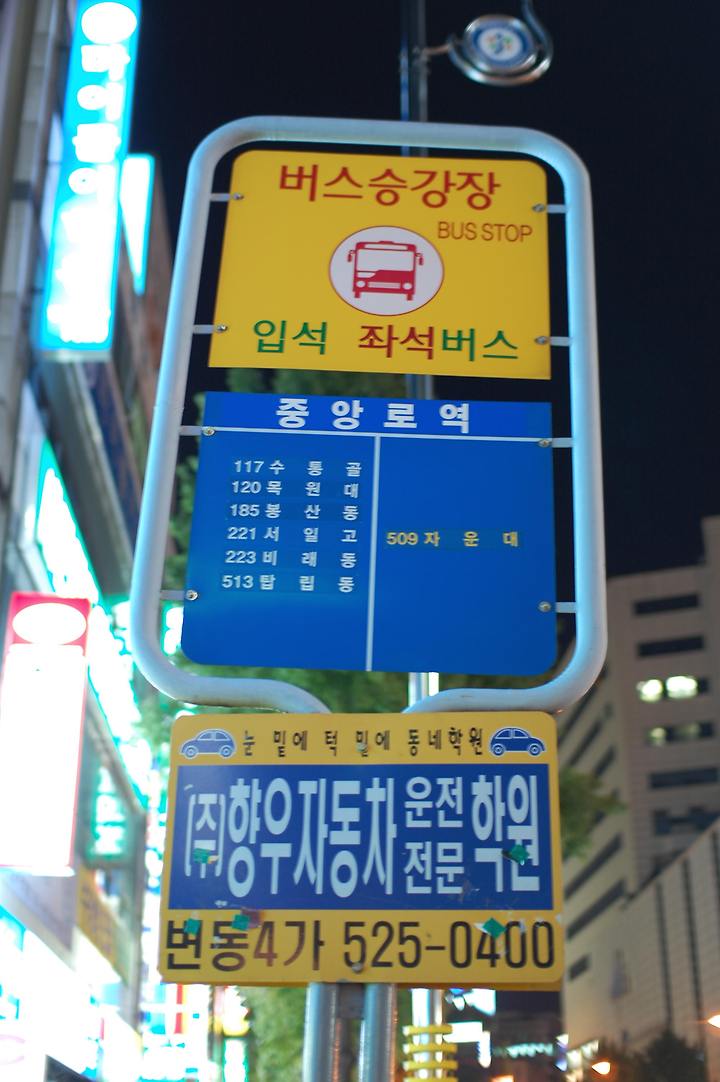 버스승강장
BUS STOP
입석 좌석버스
중앙로역
117 수통골
120 목원대
185 봉산동
221 서일고
223 비래동
513 탑립동
509 자운대
눈 밑에 턱 밑에 동네학원
(주)향우자동차 운전전문 학원
변동4가 525-0400